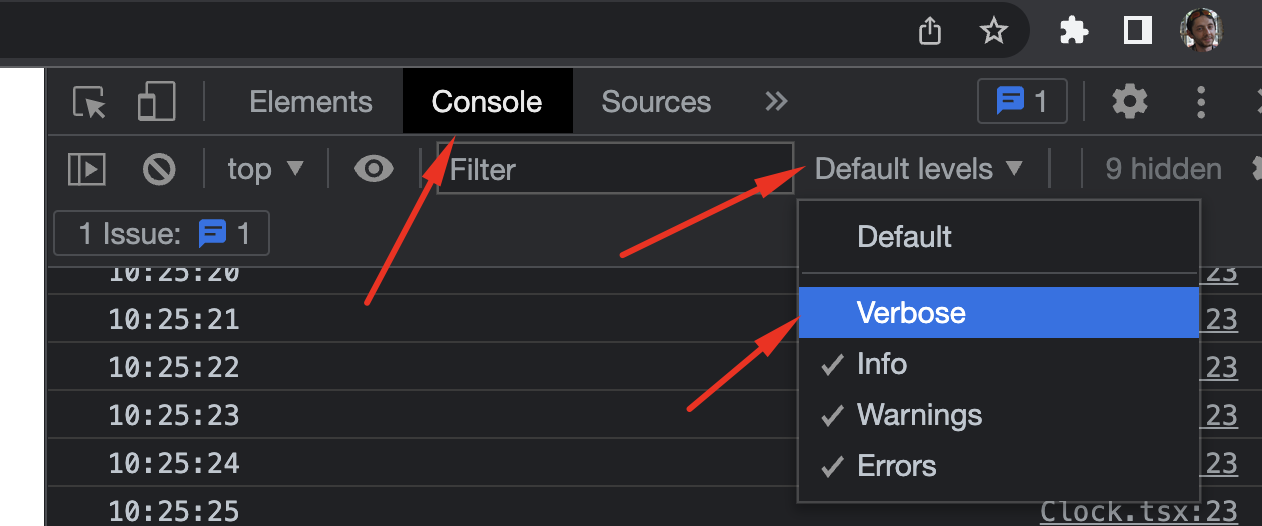 Elements Console Sources 1
top Filter Default levels 9 hidden
1 Issue: 1
Default
Verbose
Info
Warnings
Errors
10:25:20 23
10:25:21 23
10:25:22 23
10:25:23 23
10:25:24 23
10:25:25 Clock.tsx:23